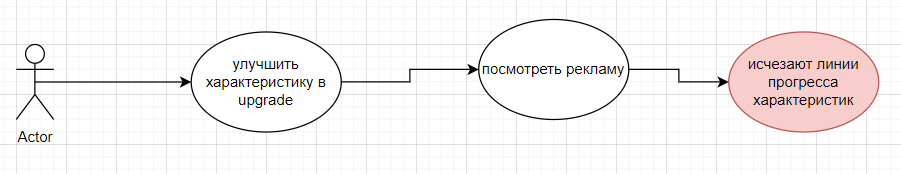 Actor
улучшить
характеристику в
upgrade
посмотреть рекламу
исчезают линии
прогресса
характеристик